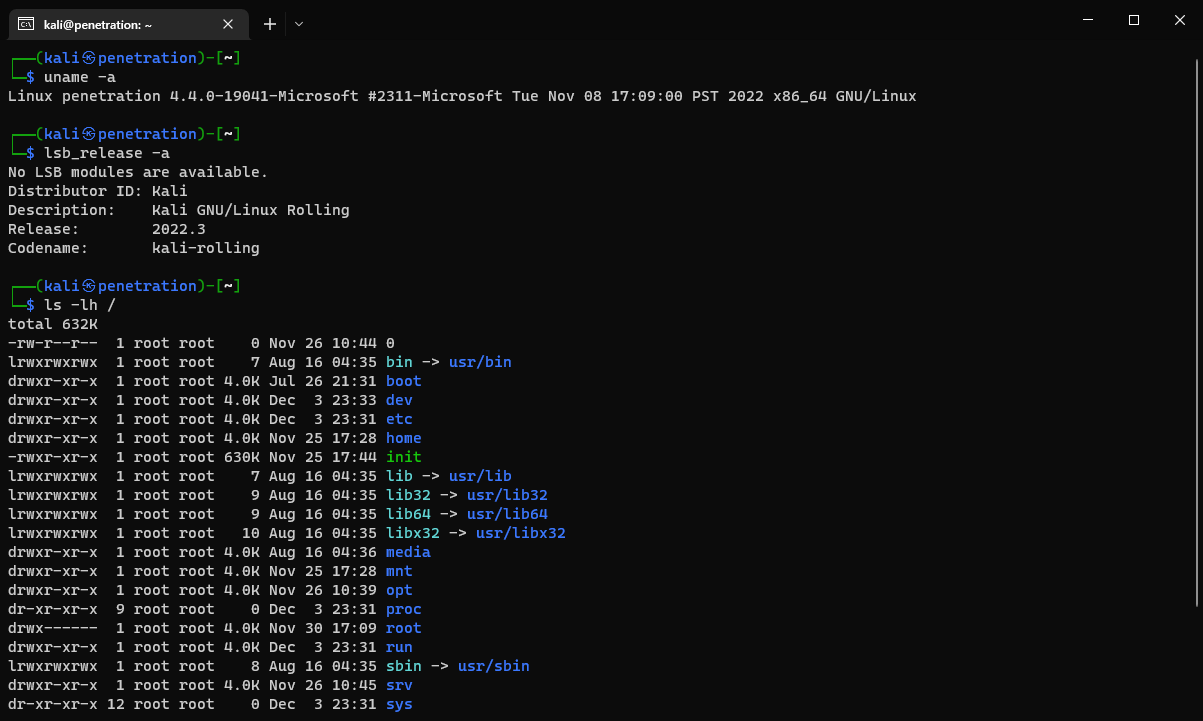 kali@penetration: ~
┌──(kali㉿penetration)-[~]
└─$ uname -a
Linux penetration 4.4.0-19041-Microsoft #2311-Microsoft Tue Nov 08 17:09:00 PST 2022 x86_64 GNU/Linux
┌──(kali㉿penetration)-[~]
└─$ lsb_release -a
No LSB modules are available.
Distributor ID: Kali
Description:    Kali GNU/Linux Rolling
Release:        2022.3
Codename:       kali-rolling
┌──(kali㉿penetration)-[~]
└─$ ls -lh /
total 632K
-rw-r--r--  1 root root    0 Nov 26 10:44 0
lrwxrwxrwx  1 root root    7 Aug 16 04:35 bin -> usr/bin
drwxr-xr-x  1 root root 4.0K Jul 26 21:31 boot
drwxr-xr-x  1 root root 4.0K Dec  3 23:33 dev
drwxr-xr-x  1 root root 4.0K Dec  3 23:31 etc
drwxr-xr-x  1 root root 4.0K Nov 25 17:28 home
-rwxr-xr-x  1 root root 630K Nov 25 17:44 init
lrwxrwxrwx  1 root root    7 Aug 16 04:35 lib -> usr/lib
lrwxrwxrwx  1 root root    9 Aug 16 04:35 lib32 -> usr/lib32
lrwxrwxrwx  1 root root    9 Aug 16 04:35 lib64 -> usr/lib64
lrwxrwxrwx  1 root root   10 Aug 16 04:35 libx32 -> usr/libx32
drwxr-xr-x  1 root root 4.0K Aug 16 04:36 media
drwxr-xr-x  1 root root 4.0K Nov 25 17:28 mnt
drwxr-xr-x  1 root root 4.0K Nov 26 10:39 opt
dr-xr-xr-x  9 root root    0 Dec  3 23:31 proc
drwx------  1 root root 4.0K Nov 30 17:09 root
drwxr-xr-x  1 root root 4.0K Dec  3 23:31 run
lrwxrwxrwx  1 root root    8 Aug 16 04:35 sbin -> usr/sbin
drwxr-xr-x  1 root root 4.0K Nov 26 10:45 srv
dr-xr-xr-x 12 root root    0 Dec  3 23:31 sys